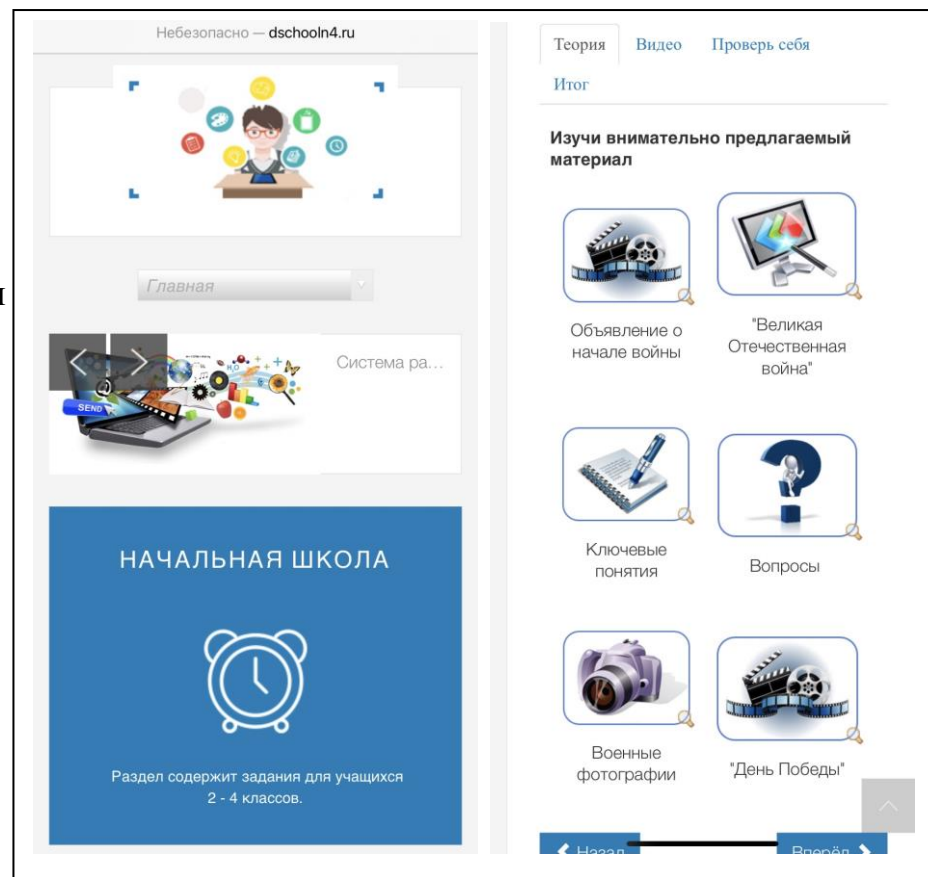 Небезопасно — dschooln4.ru
Главная
Система ра...
SEND
НАЧАЛЬНАЯ ШКОЛА
Раздел содержит задания для учащихся
2 - 4 классов.
Теория Видео Проверь себя
Итог
Изучи внимательно предлагаемый
материал
Объявление о
начале войны
"Великая
Отечественная
война"
Ключевые
понятия
Вопросы
Военные
фотографии
"День Победы"
Назад
Вперёд